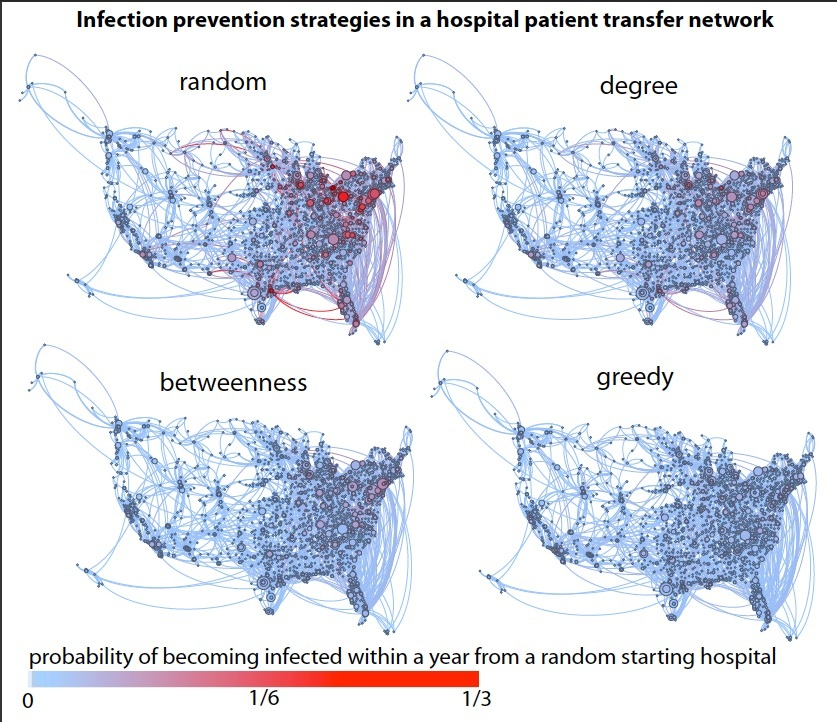 Infection prevention strategies in a hospital patient transfer network
random
degree
betweenness
greedy
probability of becoming infected within a year from a random starting hospital
0
1/6
1/3